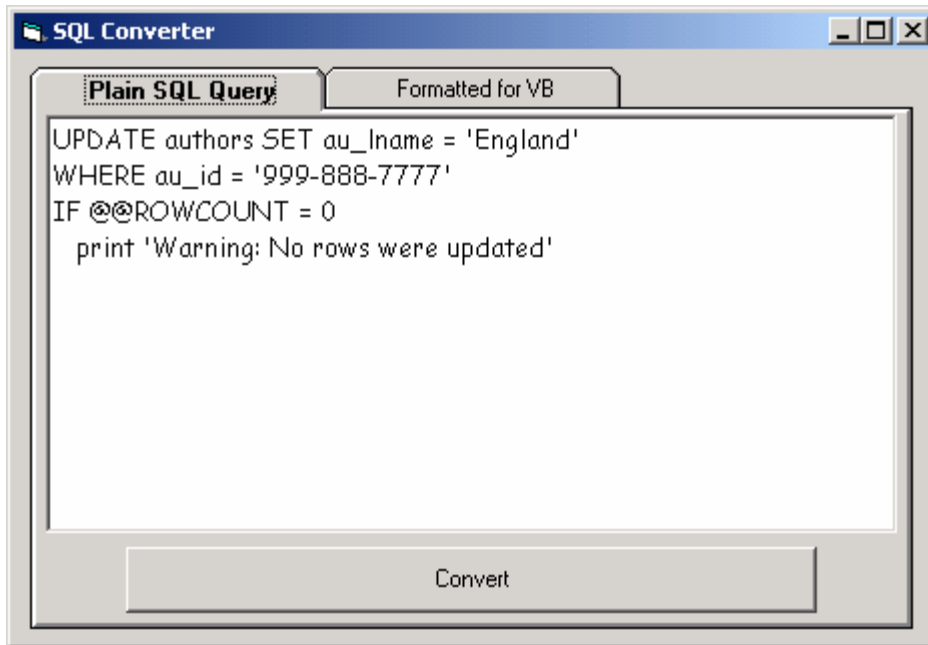 SQL Converter
Plain SQL Query
Formatted for VB
UPDATE authors SET au_lname = 'England'
WHERE au_id = '999-888-7777'
IF @@ROWCOUNT = 0
   print 'Warning: No rows were updated'
Convert